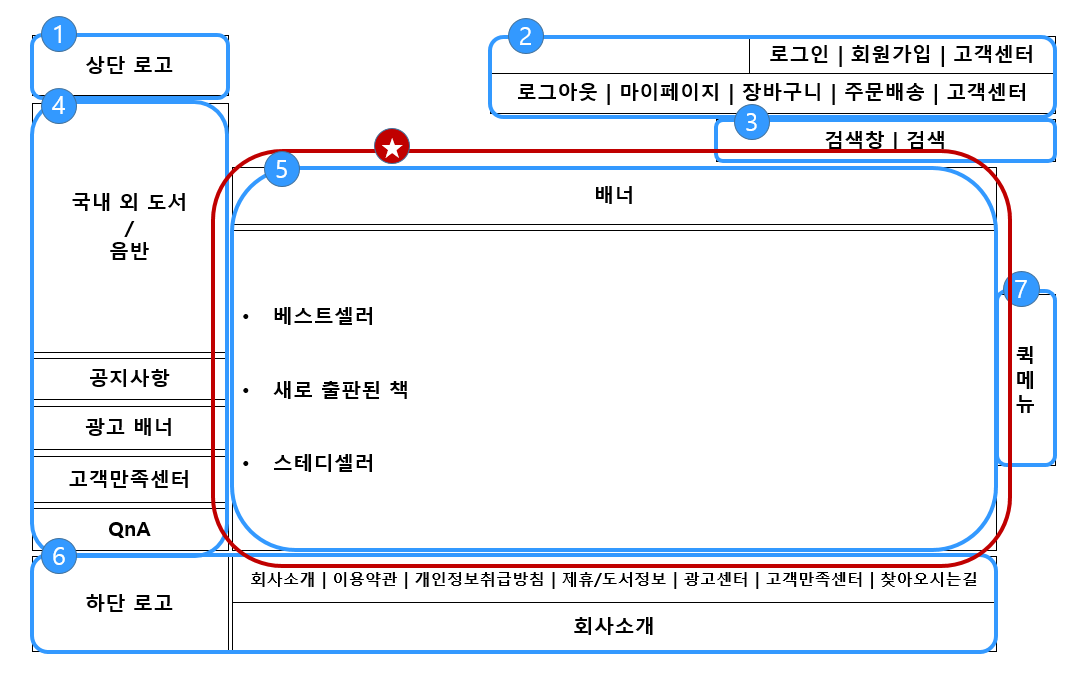 1
상단 로고
2
로그인 | 회원가입 | 고객센터
로그아웃 | 마이페이지 | 장바구니 | 주문배송 | 고객센터
3
검색창 | 검색
4
국내 외 도서
/
음반
공지사항
광고 배너
고객만족센터
QnA
5
배너
• 베스트셀러
• 새로 출판된 책
• 스테디셀러
7
퀵
메
뉴
6
하단 로고
회사소개 | 이용약관 | 개인정보취급방침 | 제휴/도서정보 | 광고센터 | 고객만족센터 | 찾아오시는길
회사소개